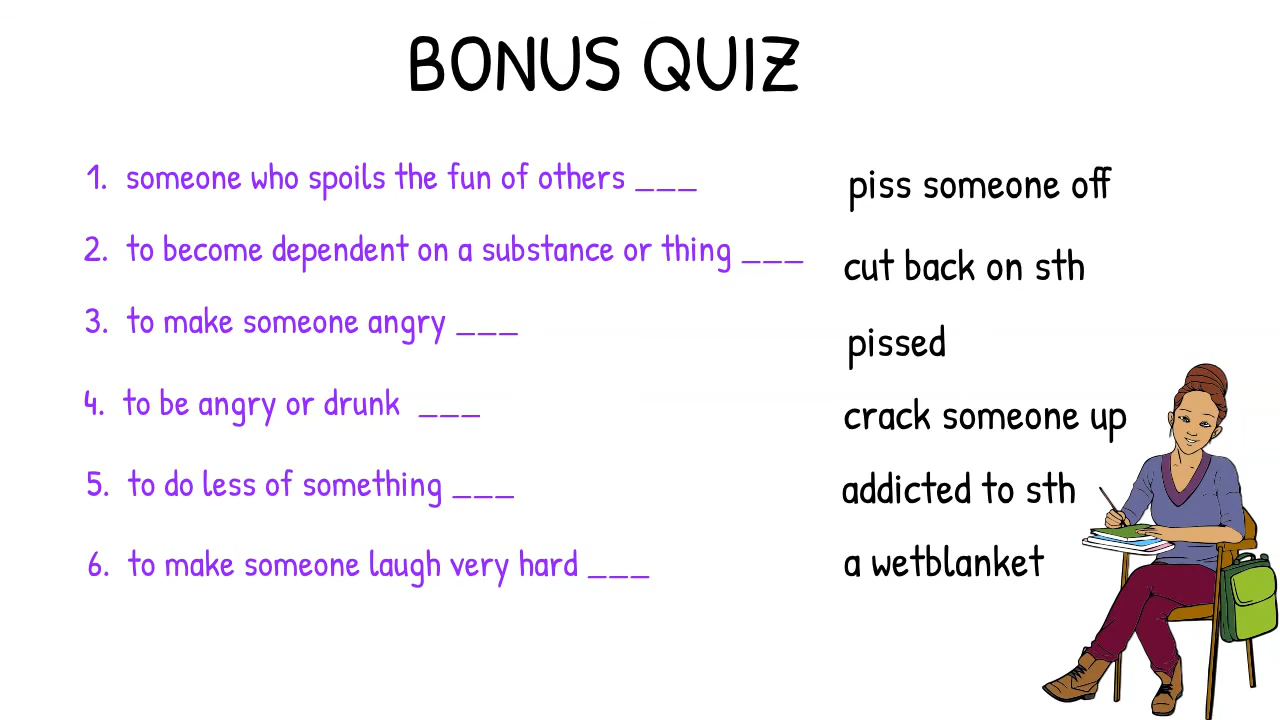 BONUS QUIZ
1. someone who spoils the fun of others ___
2. to become dependent on a substance or thing ___
3. to make someone angry ___
4. to be angry or drunk ___
5. to do less of something ___
6. to make someone laugh very hard ___
piss someone off
cut back on sth
pissed
crack someone up
addicted to sth
a wetblanket